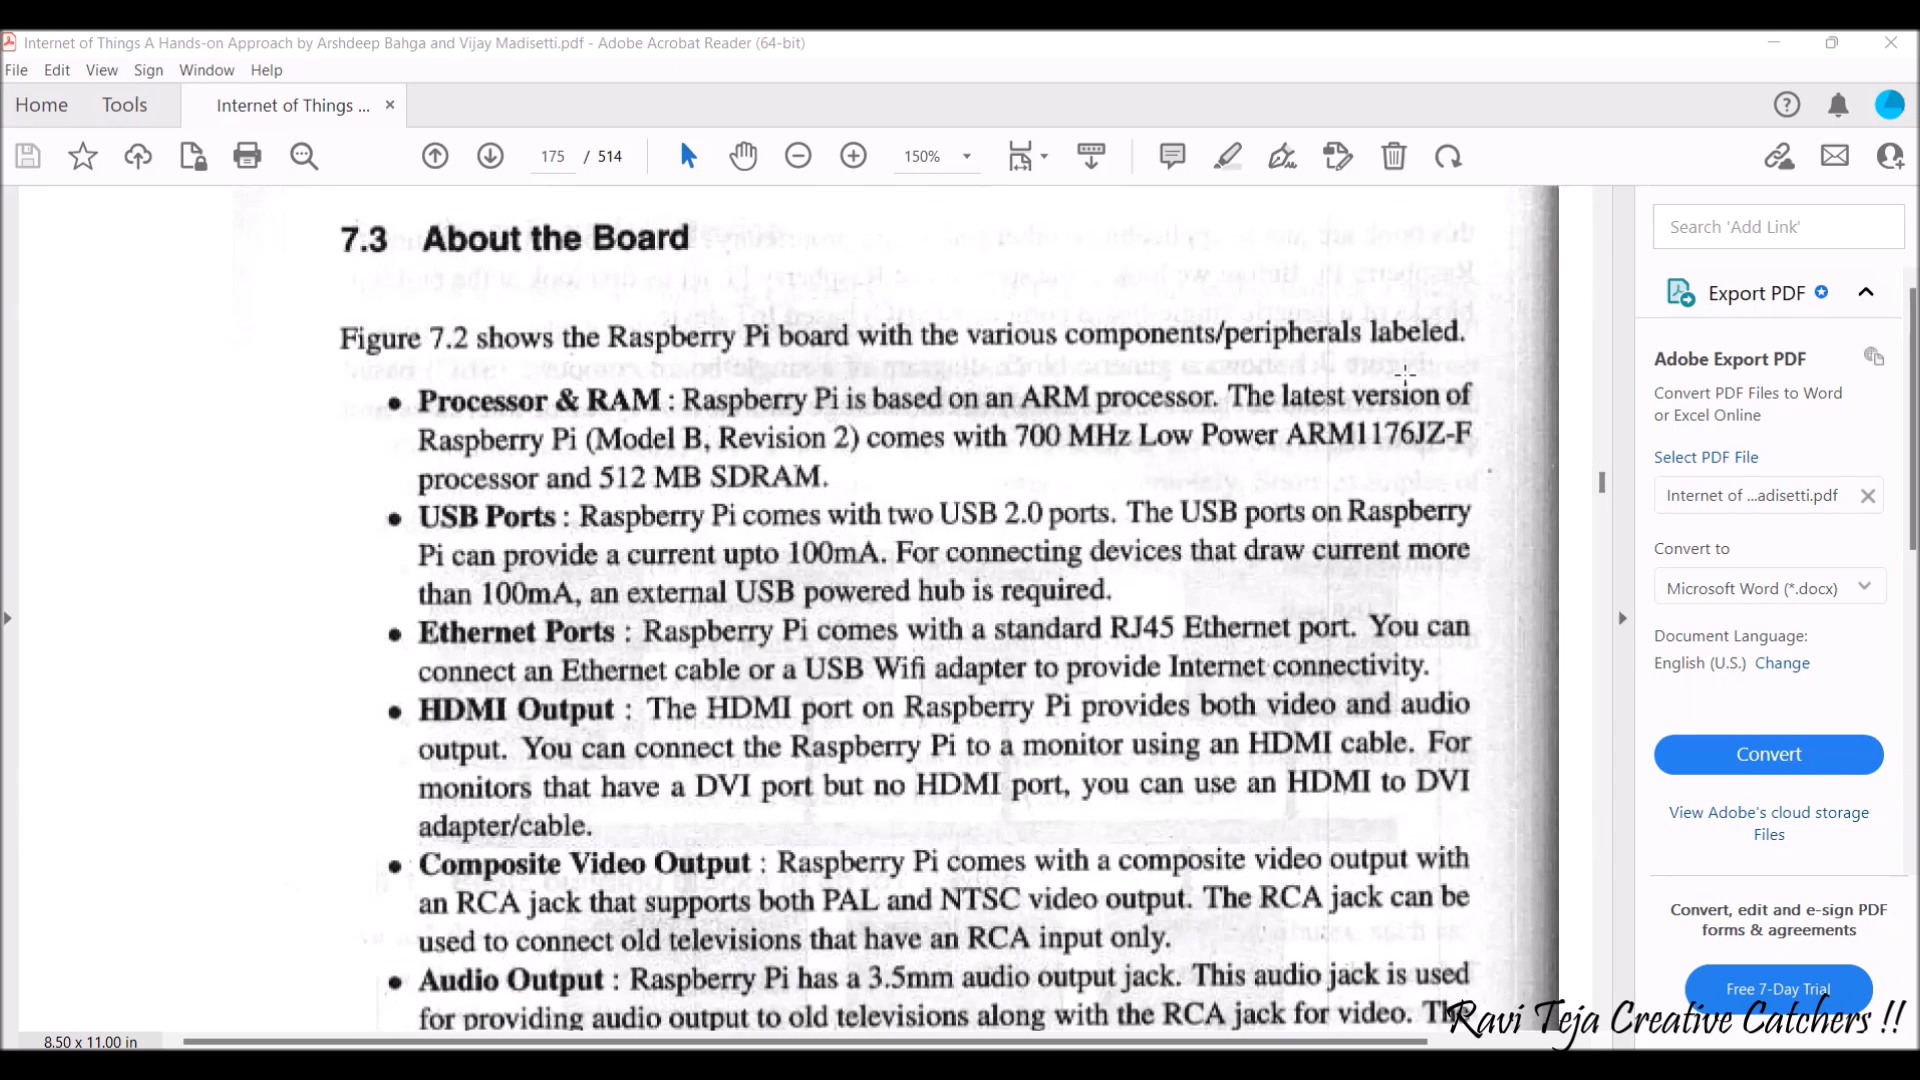 Internet of Things A Hands-on Approach by Arshdeep Bahga and Vijay Madisetti.pdf - Adobe Acrobat Reader (64-bit)
File Edit View Sign Window Help
Home Tools Internet of Things ... ×
175 / 514 150%
7.3 About the Board
Figure 7.2 shows the Raspberry Pi board with the various components/peripherals labeled.
• Processor & RAM : Raspberry Pi is based on an ARM processor. The latest version of
Raspberry Pi (Model B, Revision 2) comes with 700 MHz Low Power ARM1176JZ-F
processor and 512 MB SDRAM.
• USB Ports : Raspberry Pi comes with two USB 2.0 ports. The USB ports on Raspberry
Pi can provide a current upto 100mA. For connecting devices that draw current more
than 100mA, an external USB powered hub is required.
• Ethernet Ports : Raspberry Pi comes with a standard RJ45 Ethernet port. You can
connect an Ethernet cable or a USB Wifi adapter to provide Internet connectivity.
• HDMI Output : The HDMI port on Raspberry Pi provides both video and audio
output. You can connect the Raspberry Pi to a monitor using an HDMI cable. For
monitors that have a DVI port but no HDMI port, you can use an HDMI to DVI
adapter/cable.
• Composite Video Output : Raspberry Pi comes with a composite video output with
an RCA jack that supports both PAL and NTSC video output. The RCA jack can be
used to connect old televisions that have an RCA input only.
• Audio Output : Raspberry Pi has a 3.5mm audio output jack. This audio jack is used
for providing audio output to old televisions along with the RCA jack for video. The
8.50 x 11.00 in
Search 'Add Link'
Export PDF
Adobe Export PDF
Convert PDF Files to Word
or Excel Online
Select PDF File
Internet of ...adisetti.pdf
Convert to
Microsoft Word (*.docx)
Document Language:
English (U.S.) Change
Convert
View Adobe's cloud storage
Files
Convert, edit and e-sign PDF
forms & agreements
Free 7-Day Trial
Ravi Teja Creative Catchers !!